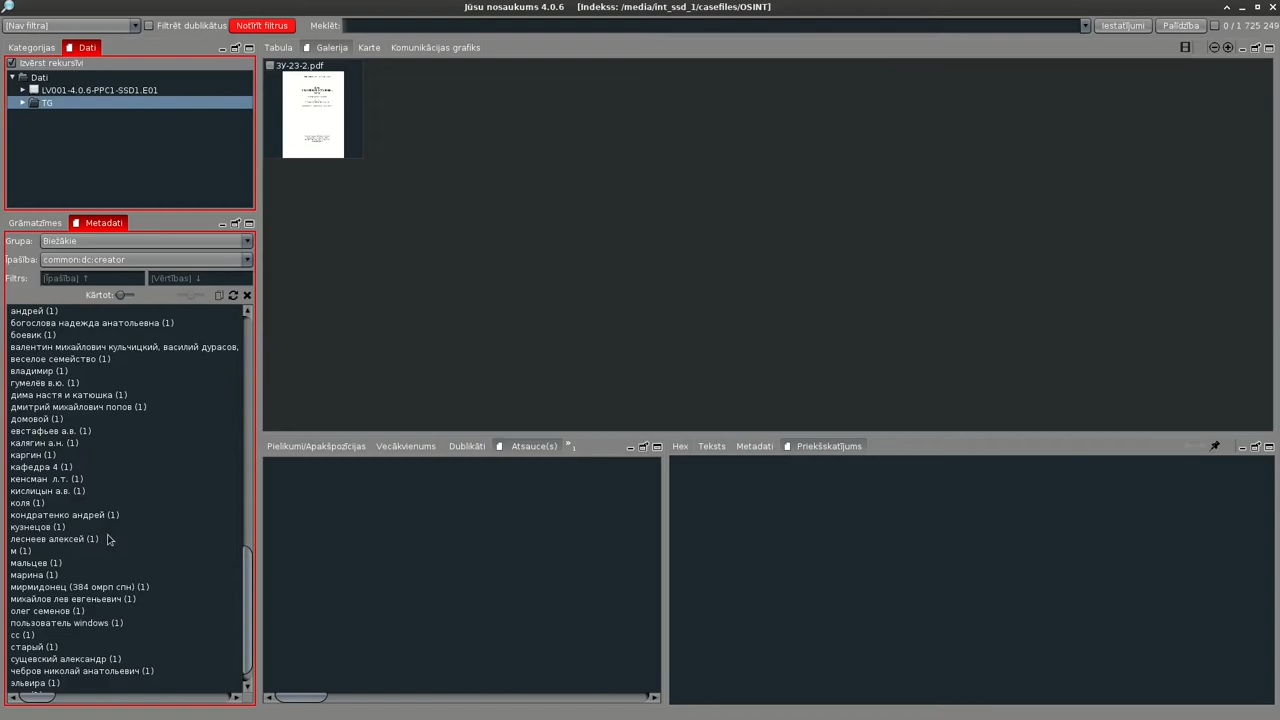 Jūsu nosaukums 4.0.6 [Indekss: /media/int_ssd_1/casefiles/OSINT]
[Nav filtra] Filtrēt dublikātus Notīrīt filtrus Meklēt: Iestatījumi Palīdzība 0 / 1 725 249
Kategorijas Dati
Tabula Galerija Karte Komunikācijas grafiks
Izvērst rekursīvi
Dati
LV001-4.0.6-PPC1-SSD1.E01
TG
ЗУ-23-2.pdf
Grāmatzīmes Metadati
Grupa: Biežākie
Īpašība: common:dc:creator
Filtrs: [Īpašība] ↑ [Vērtības] ↓
Kārtot:
андрей (1)
богослова надежда анатольевна (1)
боевик (1)
валентин михайлович кульчицкий, василий дурасов,
веселое семейство (1)
владимир (1)
гумелёв в.ю. (1)
дима настя и катюшка (1)
дмитрий михайлович попов (1)
домовой (1)
евстафьев а.в. (1)
калягин а.н. (1)
каргин (1)
кафедра 4 (1)
кенсман л.т. (1)
кислицын а.в. (1)
коля (1)
кондратенко андрей (1)
кузнецов (1)
леснеев алексей (1)
м (1)
мальцев (1)
марина (1)
мирмидонец (384 омрп спн) (1)
михайлов лев евгеньевич (1)
олег семенов (1)
пользователь windows (1)
сс (1)
старый (1)
сущевский александр (1)
чебров николай анатольевич (1)
эльвира (1)
Pielikumi/Apakšpozīcijas Vecākvienums Dublikāti Atsauce(s) »1
Hex Teksts Metadati Priekšskatījums